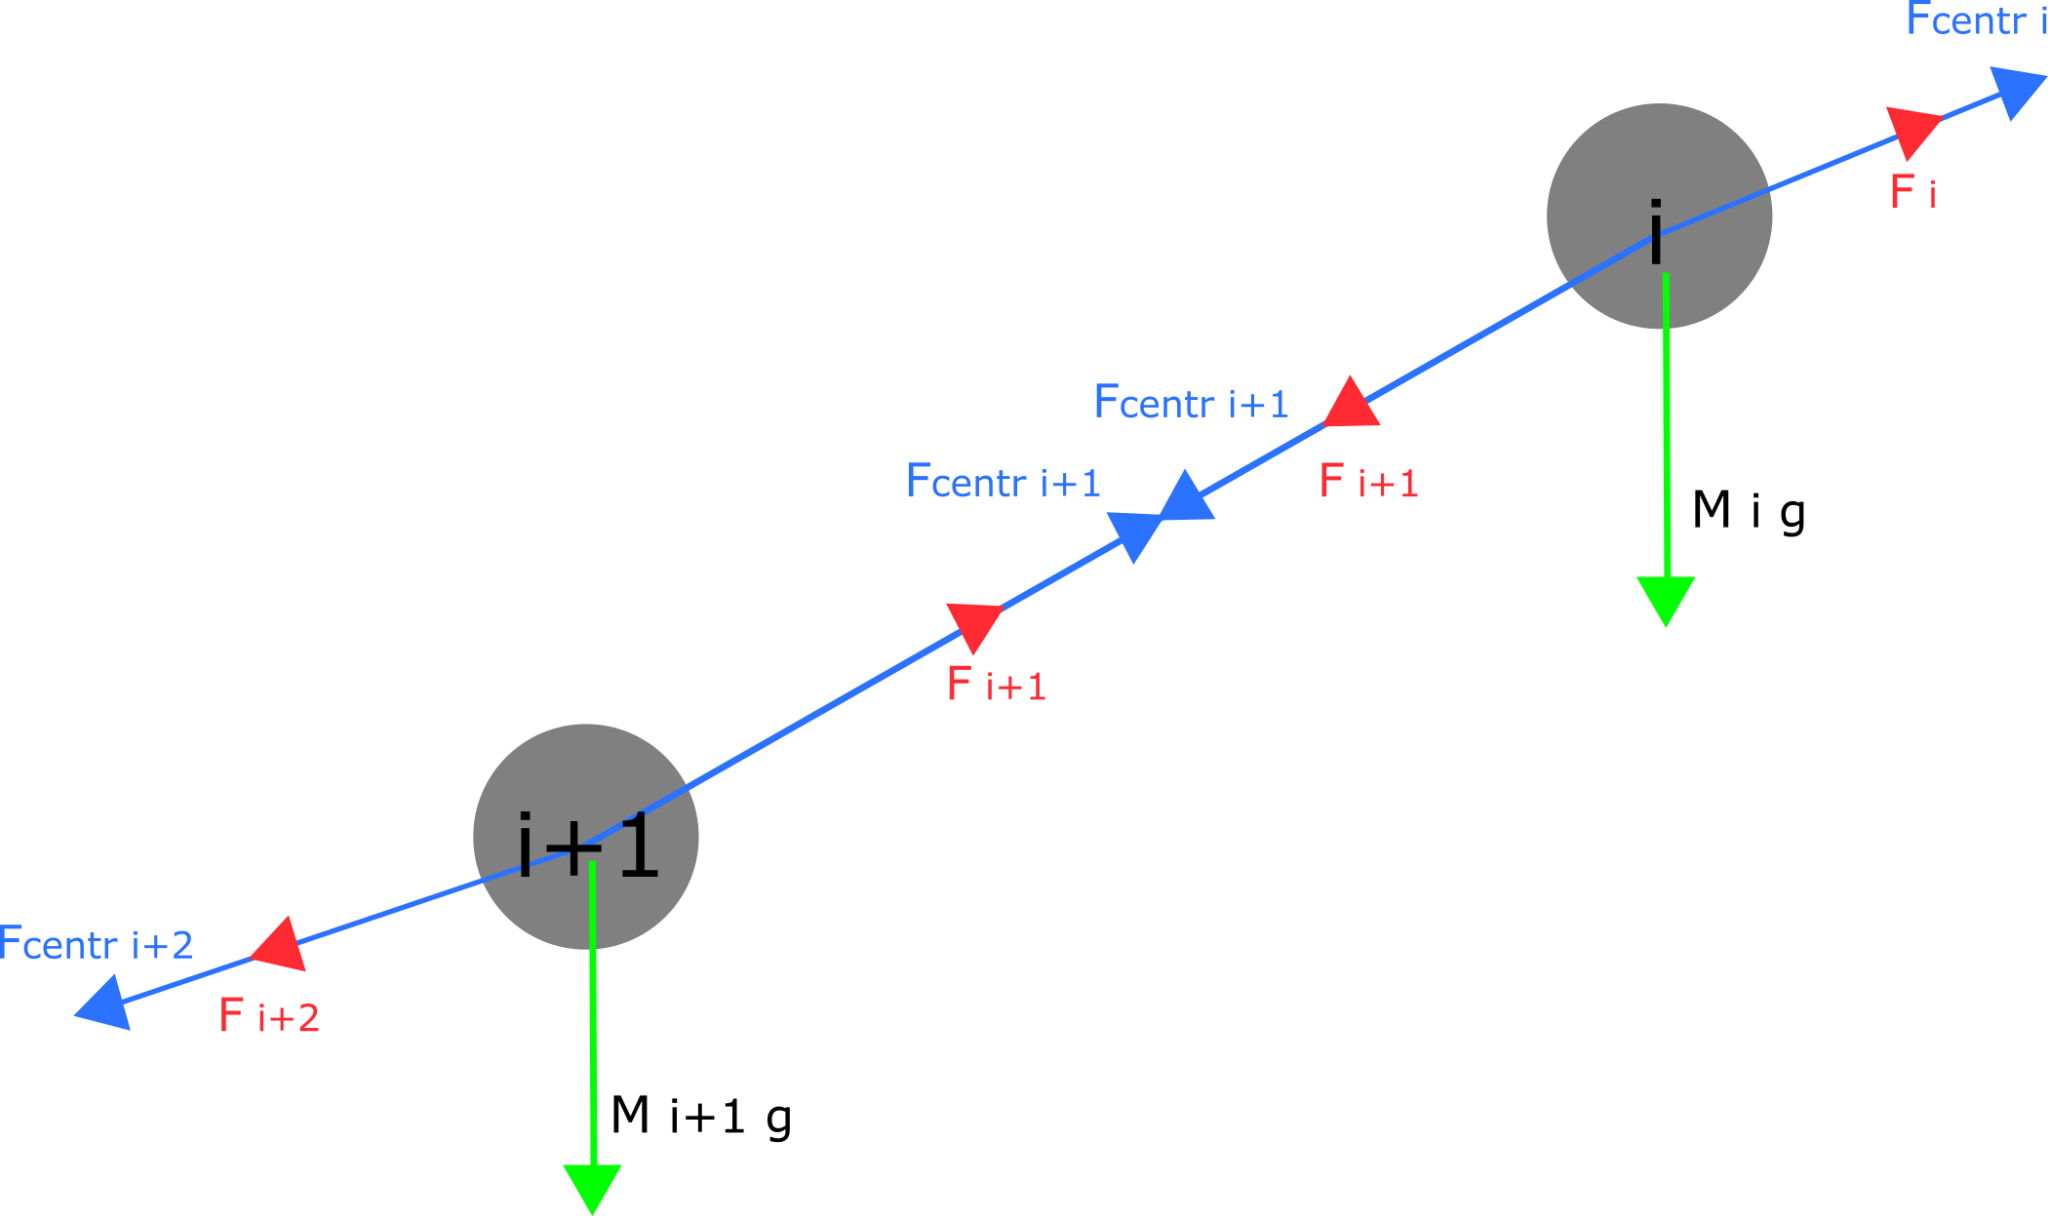 Fcentr i
F i
i
Fcentr i+1
Fcentr i+1
F i+1
M i g
F i+1
i+1
Fcentr i+2
F i+2
M i+1 g